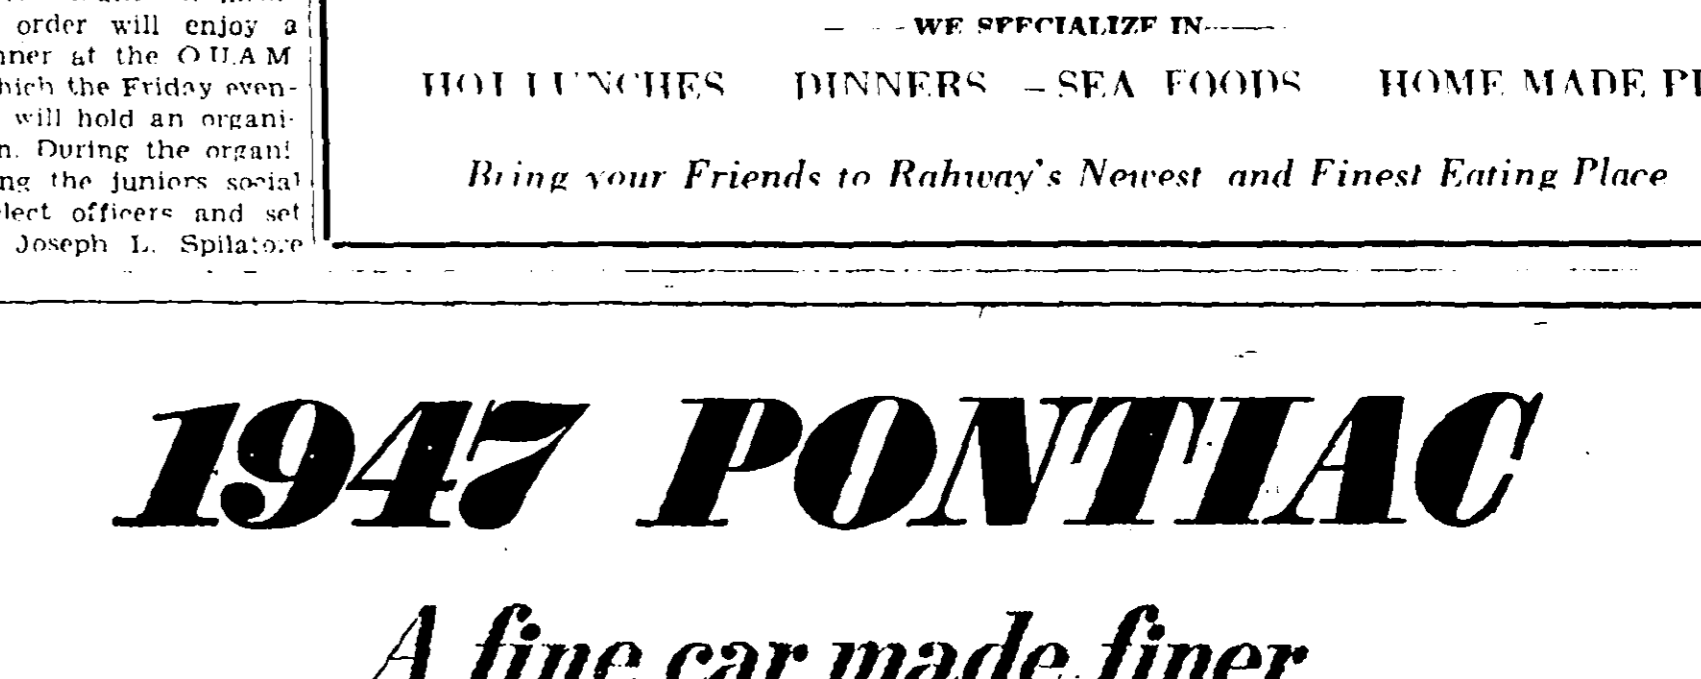 order will enjoy a
nner at the O U.A M
hich the Friday even-
will hold an organi-
n. During the organi
ng the juniors social
lect officers and set
Joseph L. Spilatore
WE SPECIALIZE IN
HOT LUNCHES DINNERS – SEA FOODS HOME MADE PI
Bring your Friends to Rahway's Newest and Finest Eating Place
1947 PONTIAC
A fine car made finer